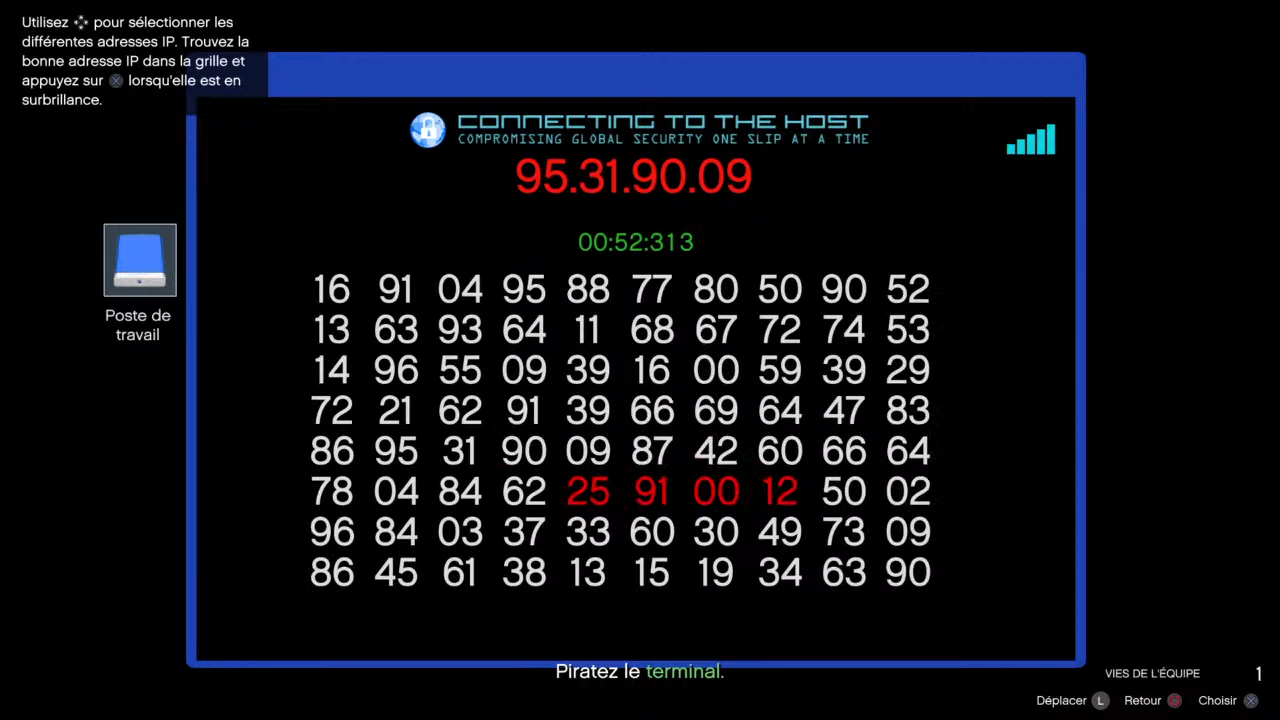 Utilisez pour sélectionner les
différentes adresses IP. Trouvez la
bonne adresse IP dans la grille et
appuyez sur lorsqu'elle est en
surbrillance.
CONNECTING TO THE HOST
COMPROMISING GLOBAL SECURITY ONE SLIP AT A TIME
95.31.90.09
00:52:313
Poste de
travail
16 91 04 95 88 77 80 50 90 52
13 63 93 64 11 68 67 72 74 53
14 96 55 09 39 16 00 59 39 29
72 21 62 91 39 66 69 64 47 83
86 95 31 90 09 87 42 60 66 64
78 04 84 62 25 91 00 12 50 02
96 84 03 37 33 60 30 49 73 09
86 45 61 38 13 15 19 34 63 90
Piratez le terminal.
VIES DE L'ÉQUIPE 1
Déplacer L Retour Choisir